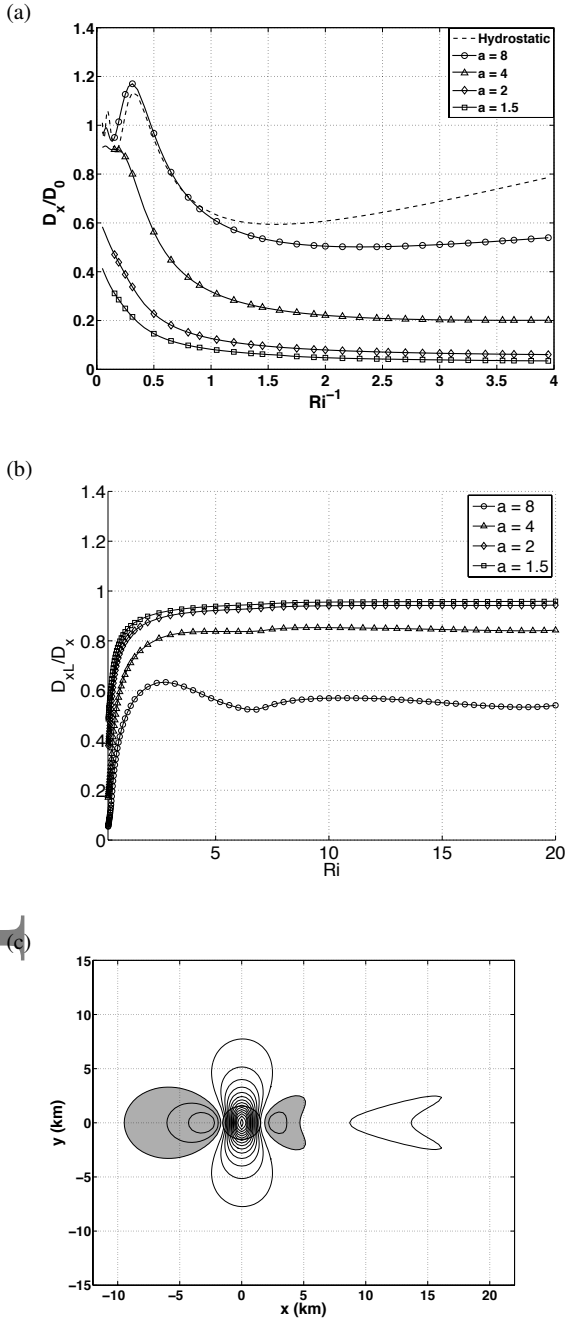 (a)
1.4
1.2
1
0.8
0.6
0.4
0.2
0
D_x/D_0
0 0.5 1 1.5 2 2.5 3 3.5 4
Ri^-1
Hydrostatic
a = 8
a = 4
a = 2
a = 1.5
(b)
1.4
1.2
1
0.8
0.6
0.4
0.2
0
D_xL/D_x
5 10 15 20
Ri
a = 8
a = 4
a = 2
a = 1.5
(c)
15
10
5
0
−5
−10
−15
y (km)
−10 −5 0 5 10 15 20
x (km)